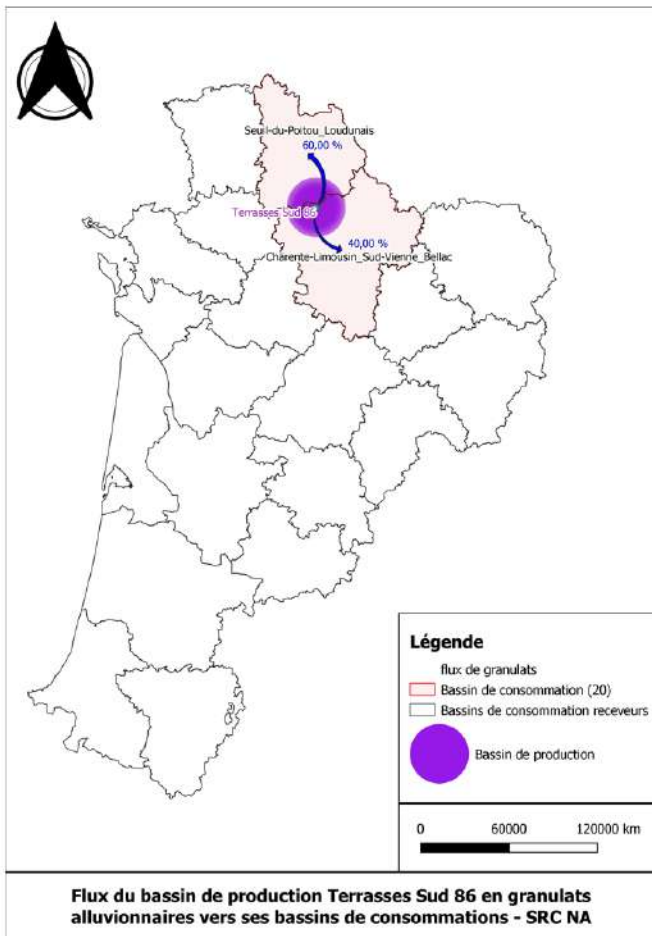 Seuil-du-Poitou_Loudunais
60,00 %
Terrasses Sud 86
40,00 %
Charente-Limousin_Sud-Vienne_Bellac
Légende
flux de granulats
Bassin de consommation (20)
Bassins de consommation receveurs
Bassin de production
0 60000 120000 km
Flux du bassin de production Terrasses Sud 86 en granulats
alluvionnaires vers ses bassins de consommations - SRC NA